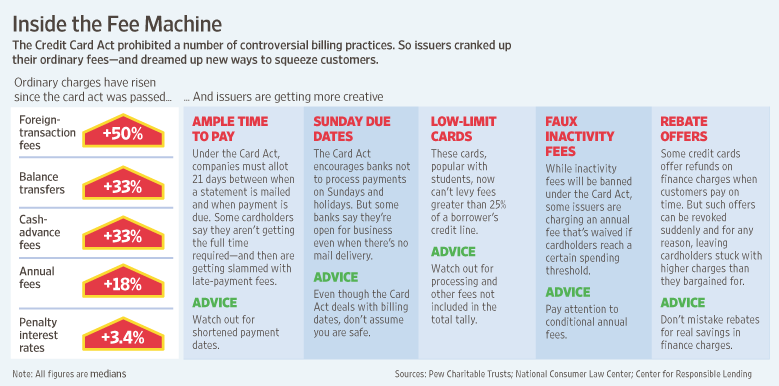 Inside the Fee Machine
The Credit Card Act prohibited a number of controversial billing practices. So issuers cranked up
their ordinary fees—and dreamed up new ways to squeeze customers.
Ordinary charges have risen
since the card act was passed...
... And issuers are getting more creative
Foreign-
transaction
fees
+50%
Balance
transfers
+33%
Cash-
advance
fees
+33%
Annual
fees
+18%
Penalty
interest
rates
+3.4%
AMPLE TIME
TO PAY
Under the Card Act,
companies must allot
21 days between when
a statement is mailed
and when payment is
due. Some cardholders
say they aren't getting
the full time
required—and then are
getting slammed with
late-payment fees.
ADVICE
Watch out for
shortened payment
dates.
SUNDAY DUE
DATES
The Card Act
encourages banks not
to process payments
on Sundays and
holidays. But some
banks say they're
open for business
even when there's no
mail delivery.
ADVICE
Even though the Card
Act deals with billing
dates, don't assume
you are safe.
LOW-LIMIT
CARDS
These cards,
popular with
students, now
can't levy fees
greater than 25%
of a borrower's
credit line.
ADVICE
Watch out for
processing and
other fees not
included in the
total tally.
FAUX
INACTIVITY
FEES
While inactivity
fees will be banned
under the Card Act,
some issuers are
charging an annual
fee that's waived if
cardholders reach a
certain spending
threshold.
ADVICE
Pay attention to
conditional annual
fees.
REBATE
OFFERS
Some credit cards
offer refunds on
finance charges when
customers pay on
time. But such offers
can be revoked
suddenly and for any
reason, leaving
cardholders stuck with
higher charges than
they bargained for.
ADVICE
Don't mistake rebates
for real savings in
finance charges.
Note: All figures are medians
Sources: Pew Charitable Trusts; National Consumer Law Center; Center for Responsible Lending